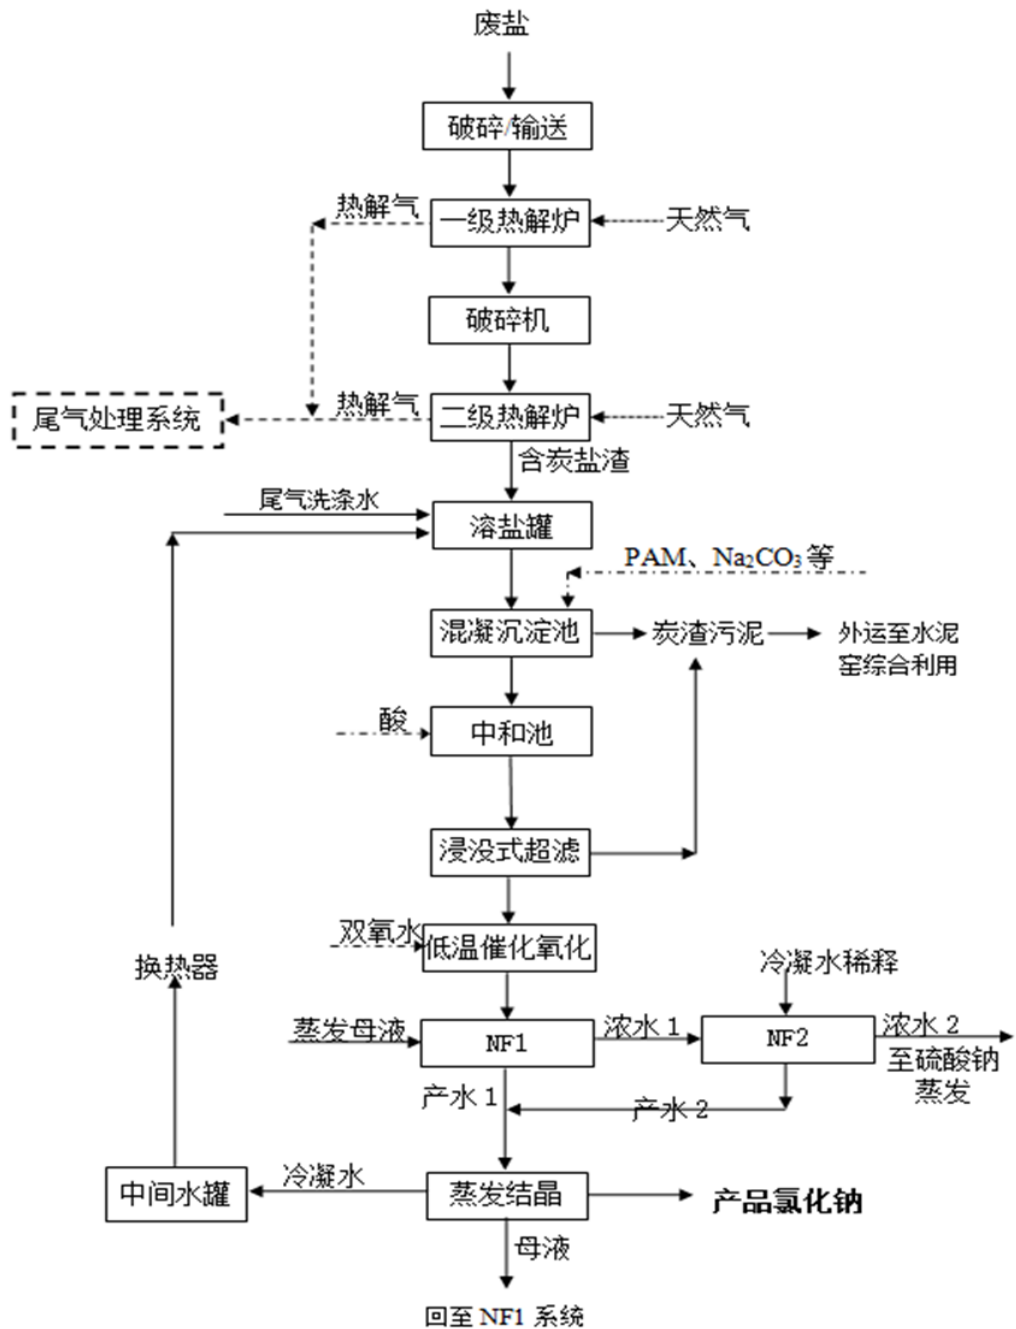 废盐
破碎/输送
热解气
一级热解炉
天然气
破碎机
尾气处理系统
热解气
二级热解炉
天然气
含炭盐渣
尾气洗涤水
溶盐罐
PAM、Na₂CO₃等
混凝沉淀池
炭渣污泥
外运至水泥
窑综合利用
酸
中和池
浸没式超滤
双氧水
低温催化氧化
换热器
冷凝水稀释
蒸发母液
NF1
浓水1
NF2
浓水2
至硫酸钠
蒸发
产水1
产水2
中间水罐
冷凝水
蒸发结晶
产品氯化钠
母液
回至NF1系统